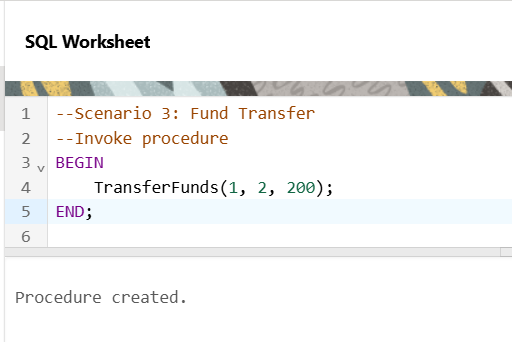 SQL Worksheet
1 --Scenario 3: Fund Transfer
2 --Invoke procedure
3 BEGIN
4     TransferFunds(1, 2, 200);
5 END;
6
Procedure created.